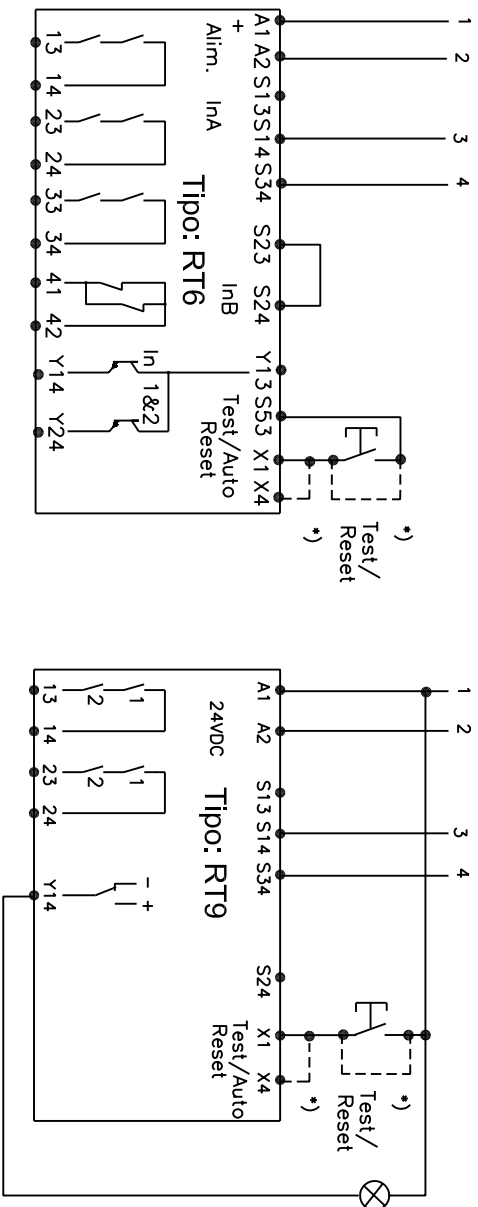 1
2
3
4
A1 A2 S13 S14 S34 S23 S24 Y13 S53 X1 X4
+
Alim.
InA
InB
Tipo: RT6
In 1&2
Test/Auto
Reset
13 14 23 24 33 34 41 42 Y14 Y24
*)
Test/
Reset
*)
1
2
3
4
A1 A2 S13 S14 S34 S24 X1 X4
24VDC
Tipo: RT9
1
2
1
2
- +
Test/Auto
Reset
13 14 23 24 Y14
*)
Test/
Reset
*)